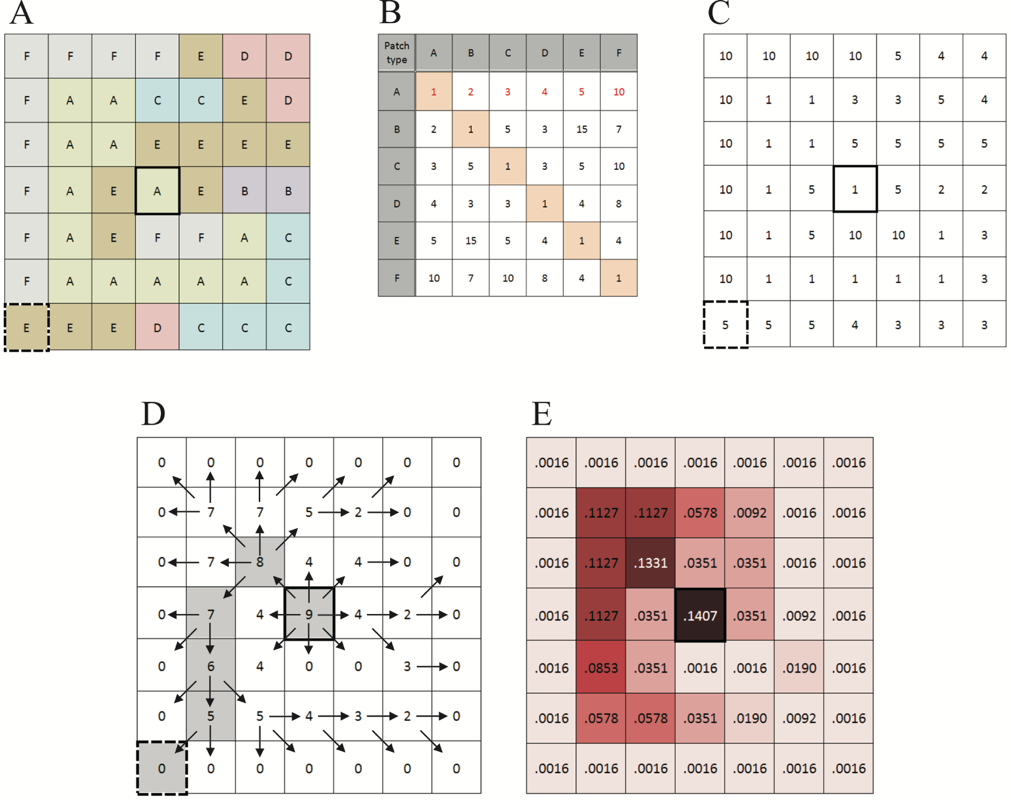 A
F F F F E D D
F A A C C E D
F A A E E E E
F A E A E B B
F A E F F A C
F A A A A A C
E E E D C C C
B
Patch type A B C D E F
A 1 2 3 4 5 10
B 2 1 5 3 15 7
C 3 5 1 3 5 10
D 4 3 3 1 4 8
E 5 15 5 4 1 4
F 10 7 10 8 4 1
C
10 10 10 10 5 4 4
10 1 1 3 3 5 4
10 1 1 5 5 5 5
10 1 5 1 5 2 2
10 1 5 10 10 1 3
10 1 1 1 1 1 3
5 5 5 4 3 3 3
D
0 0 0 0 0 0 0
0 7 7 5 2 0 0
0 7 8 4 4 0 0
0 7 4 9 4 2 0
0 6 4 0 0 3 0
0 5 5 4 3 2 0
0 0 0 0 0 0 0
E
.0016 .0016 .0016 .0016 .0016 .0016 .0016
.0016 .1127 .1127 .0578 .0092 .0016 .0016
.0016 .1127 .1331 .0351 .0351 .0016 .0016
.0016 .1127 .0351 .1407 .0351 .0092 .0016
.0016 .0853 .0351 .0016 .0016 .0190 .0016
.0016 .0578 .0578 .0351 .0190 .0092 .0016
.0016 .0016 .0016 .0016 .0016 .0016 .0016